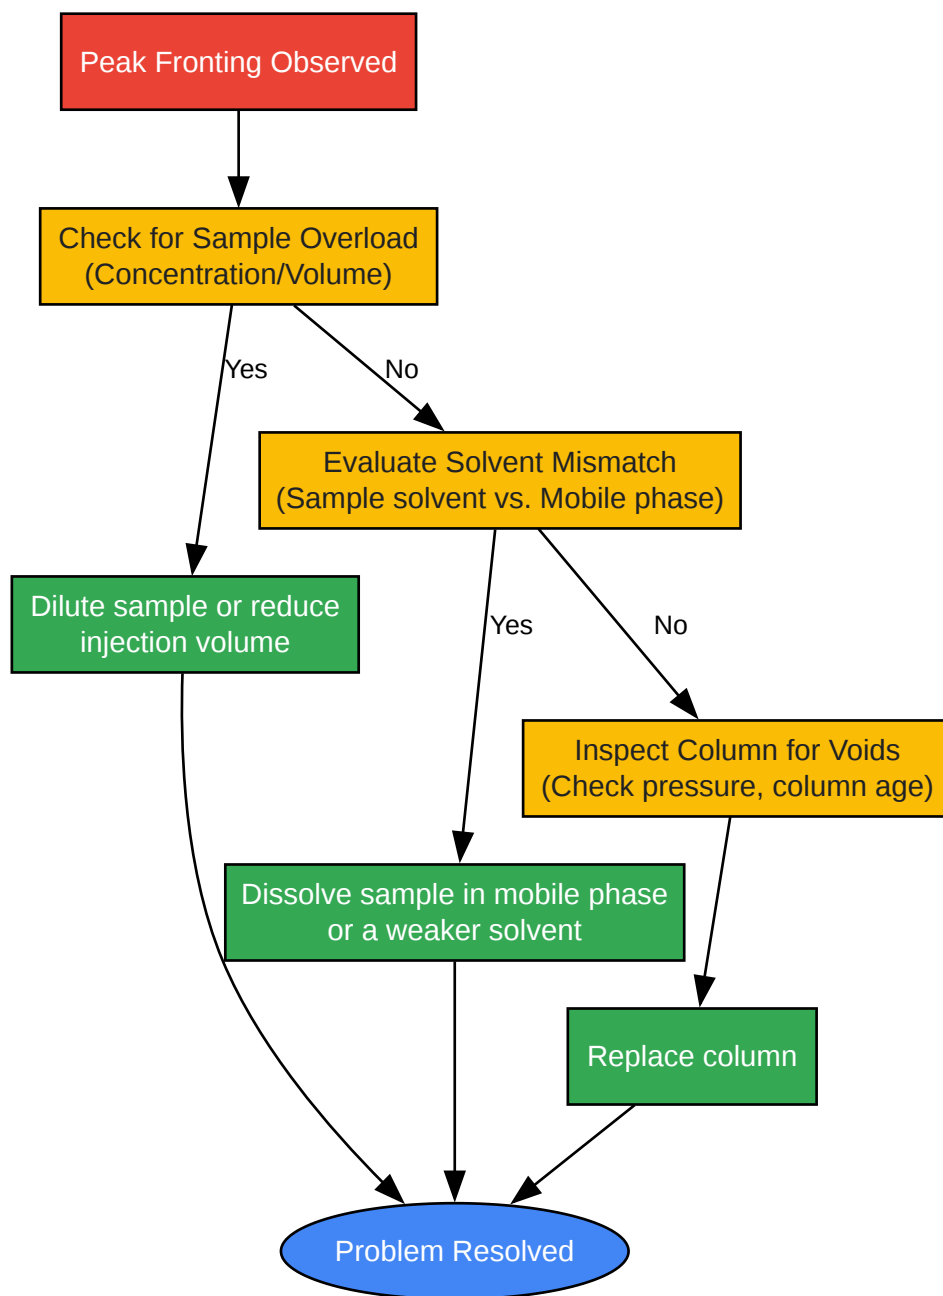 Peak Fronting Observed
Check for Sample Overload
(Concentration/Volume)
Yes
No
Evaluate Solvent Mismatch
(Sample solvent vs. Mobile phase)
Dilute sample or reduce
injection volume
Yes
No
Inspect Column for Voids
(Check pressure, column age)
Dissolve sample in mobile phase
or a weaker solvent
Replace column
Problem Resolved